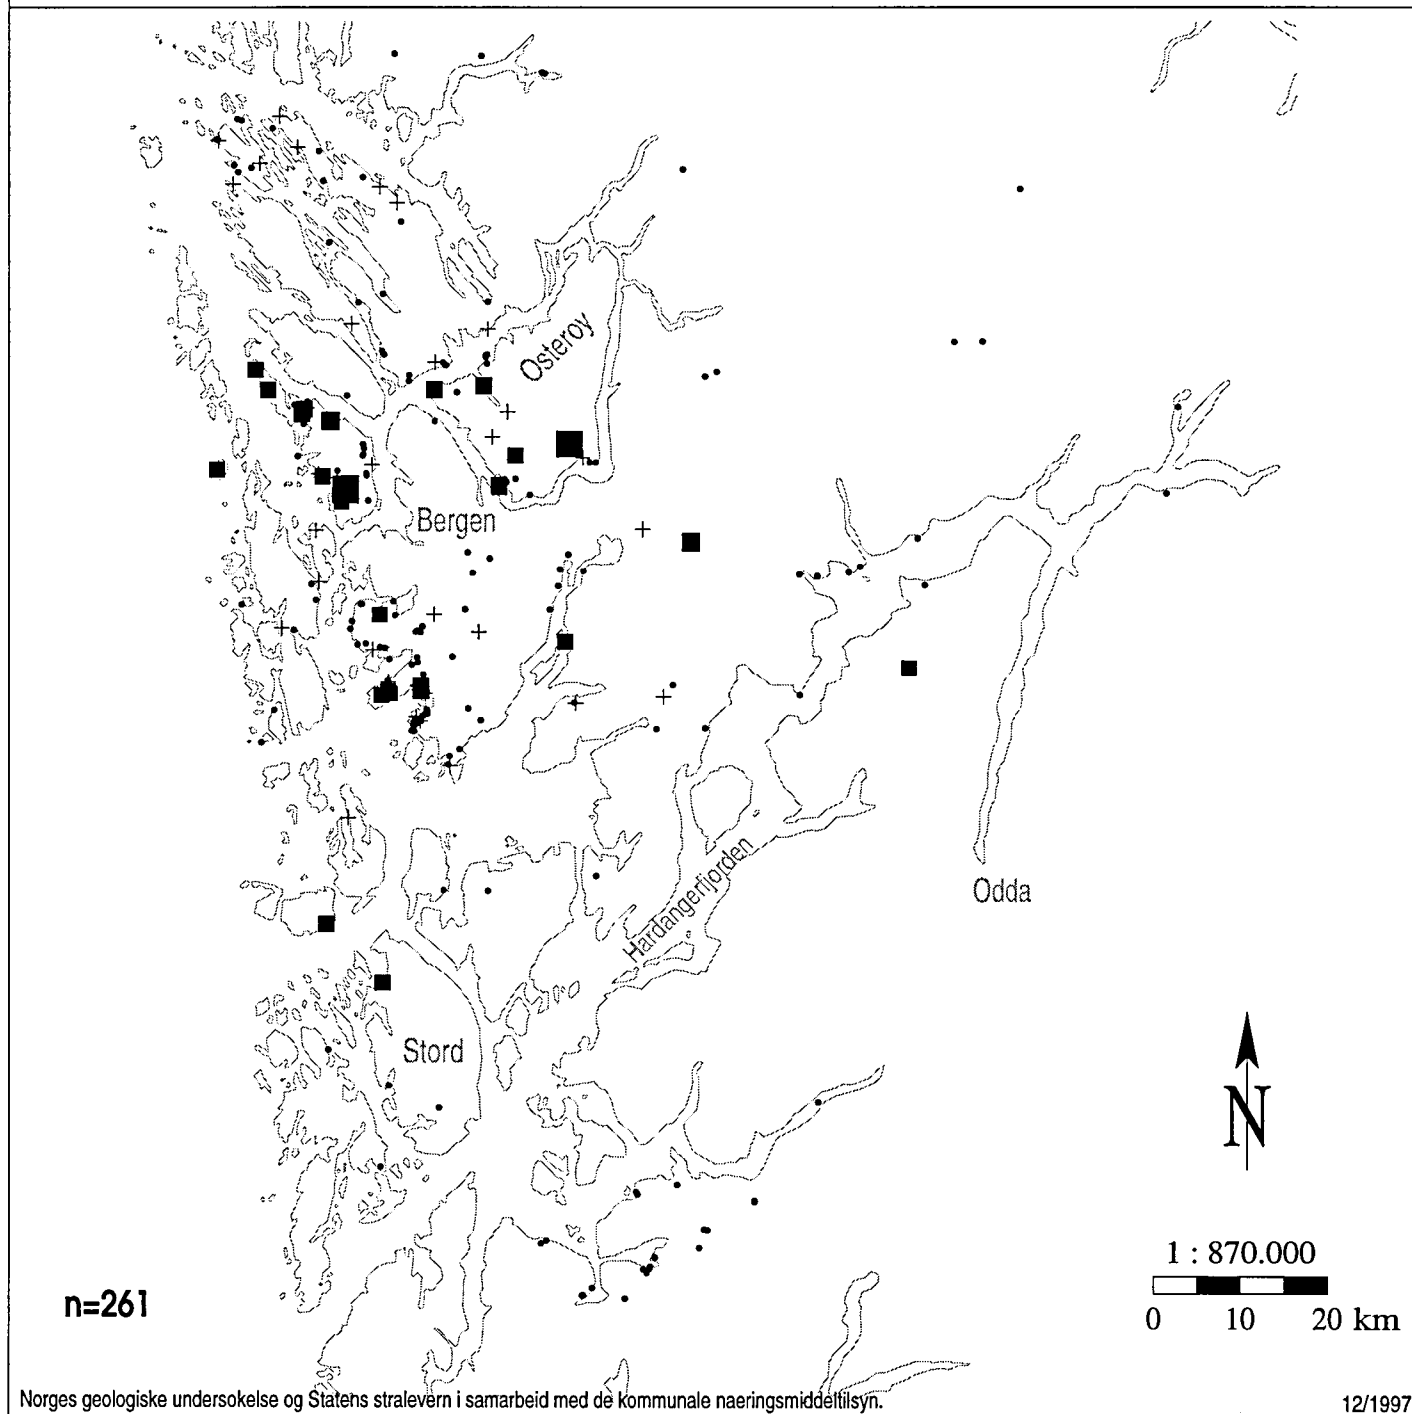 Osteroy
Bergen
Hardangerfjorden
Odda
Stord
N
1 : 870.000
0 10 20 km
n=261
Norges geologiske undersokelse og Statens stralevern i samarbeid med de kommunale naeringsmiddeltilsyn.
12/1997